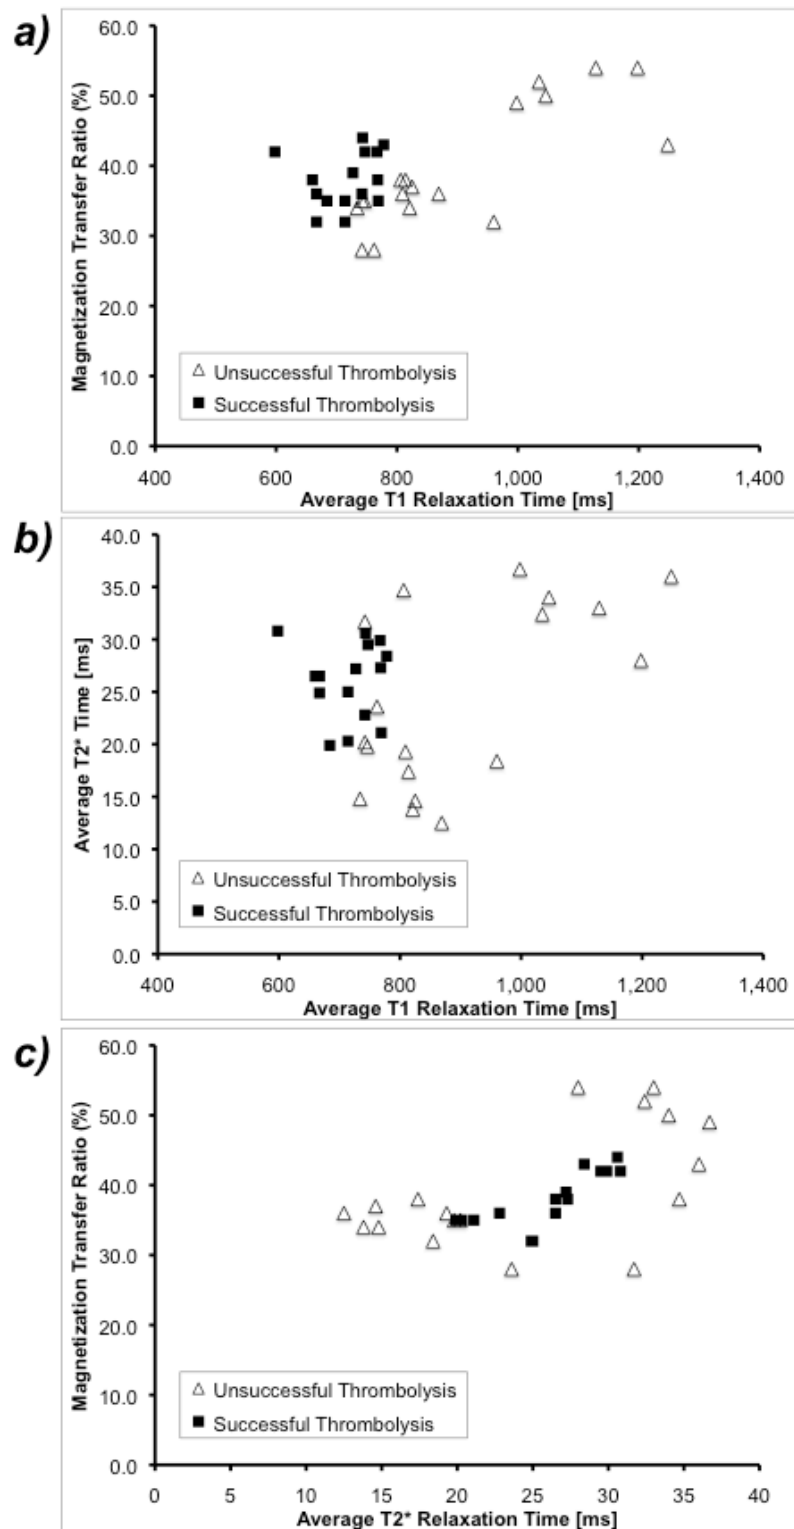 a)
Magnetization Transfer Ratio (%)
60.0
50.0
40.0
30.0
20.0
10.0
0.0
△ Unsuccessful Thrombolysis
■ Successful Thrombolysis
400 600 800 1,000 1,200 1,400
Average T1 Relaxation Time [ms]
b)
Average T2* Time [ms]
40.0
35.0
30.0
25.0
20.0
15.0
10.0
5.0
0.0
△ Unsuccessful Thrombolysis
■ Successful Thrombolysis
400 600 800 1,000 1,200 1,400
Average T1 Relaxation Time [ms]
c)
Magnetization Transfer Ratio (%)
60.0
50.0
40.0
30.0
20.0
10.0
0.0
△ Unsuccessful Thrombolysis
■ Successful Thrombolysis
0 5 10 15 20 25 30 35 40
Average T2* Relaxation Time [ms]